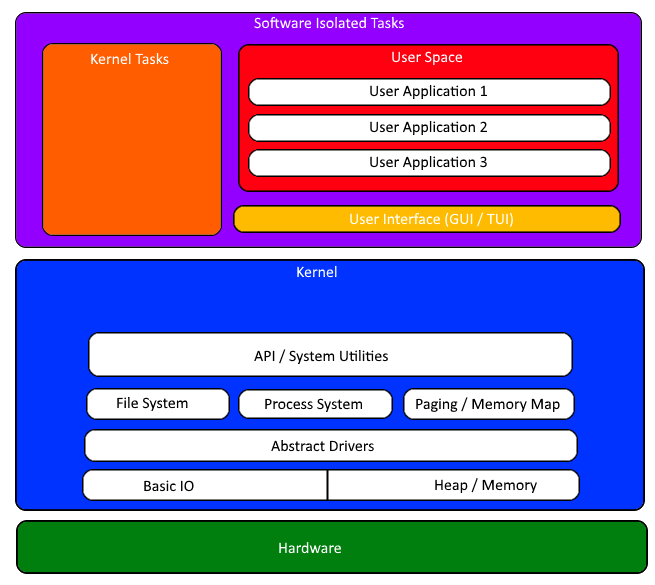 Software Isolated Tasks
Kernel Tasks
User Space
User Application 1
User Application 2
User Application 3
User Interface (GUI / TUI)
Kernel
API / System Utilities
File System
Process System
Paging / Memory Map
Abstract Drivers
Basic IO
Heap / Memory
Hardware